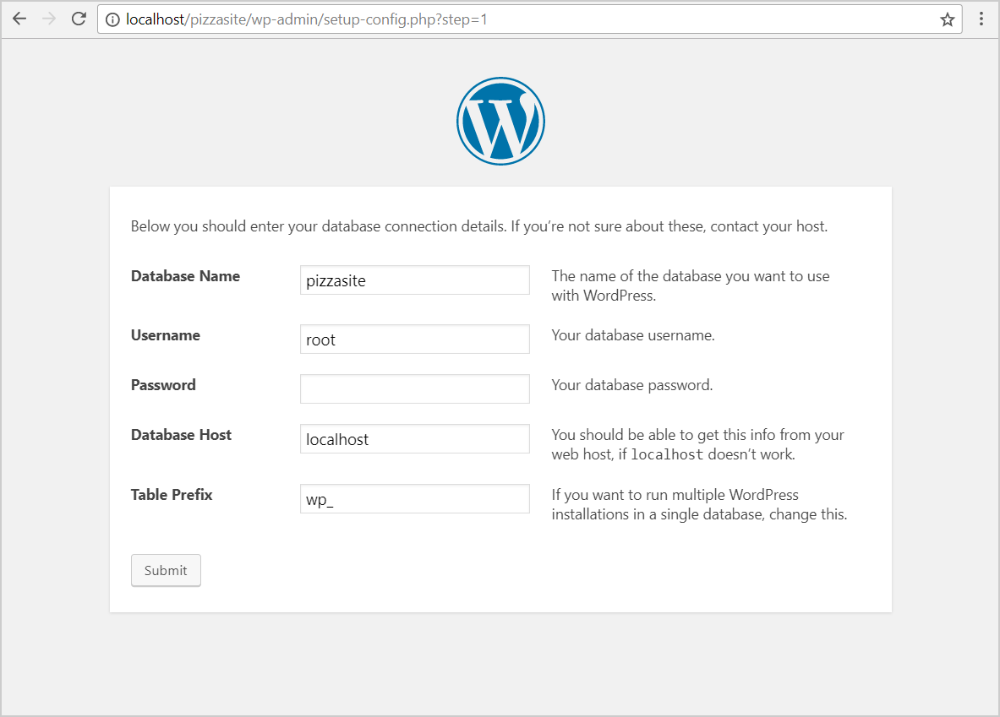 localhost/pizzasite/wp-admin/setup-config.php?step=1
W
Below you should enter your database connection details. If you’re not sure about these, contact your host.
Database Name
pizzasite
The name of the database you want to use
with WordPress.
Username
root
Your database username.
Password
Your database password.
Database Host
localhost
You should be able to get this info from your
web host, if localhost doesn’t work.
Table Prefix
wp_
If you want to run multiple WordPress
installations in a single database, change this.
Submit